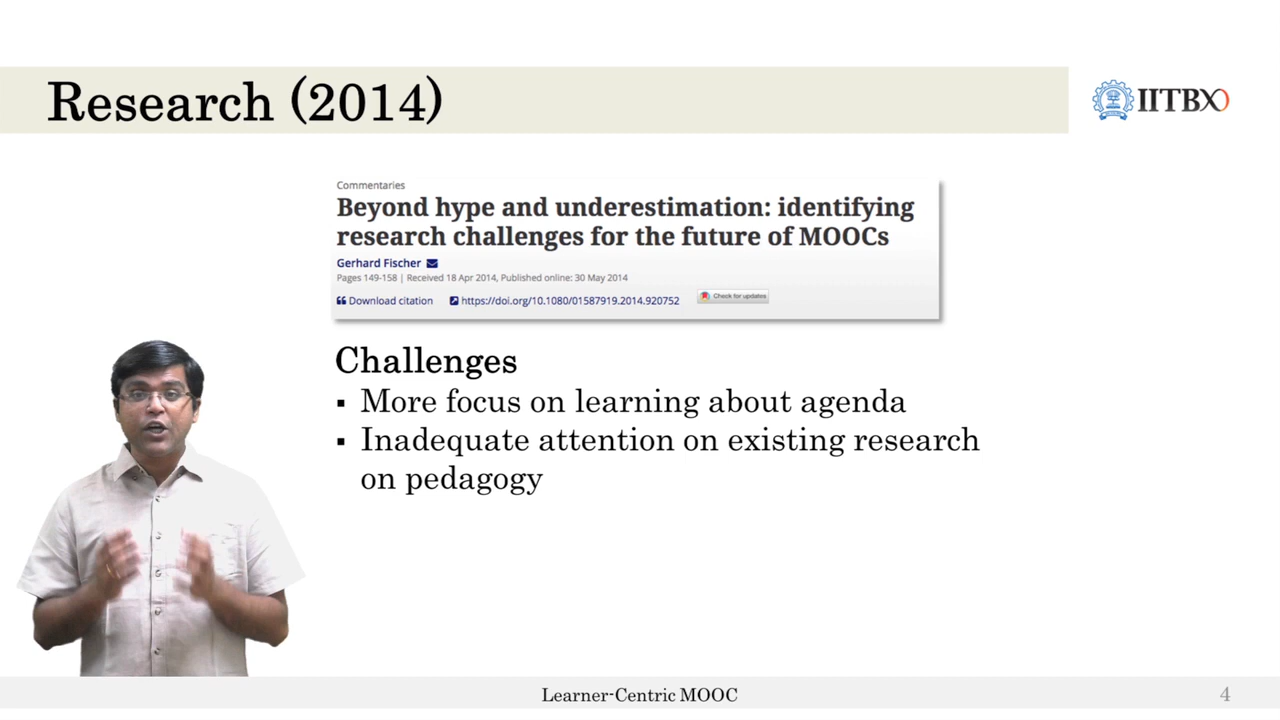 Research (2014)
IITBX
Commentaries
Beyond hype and underestimation: identifying
research challenges for the future of MOOCs
Gerhard Fischer
Pages 149-158 | Received 18 Apr 2014, Published online: 30 May 2014
Download citation https://doi.org/10.1080/01587919.2014.920752 Check for updates
Challenges
▪ More focus on learning about agenda
▪ Inadequate attention on existing research
on pedagogy
Learner-Centric MOOC 4